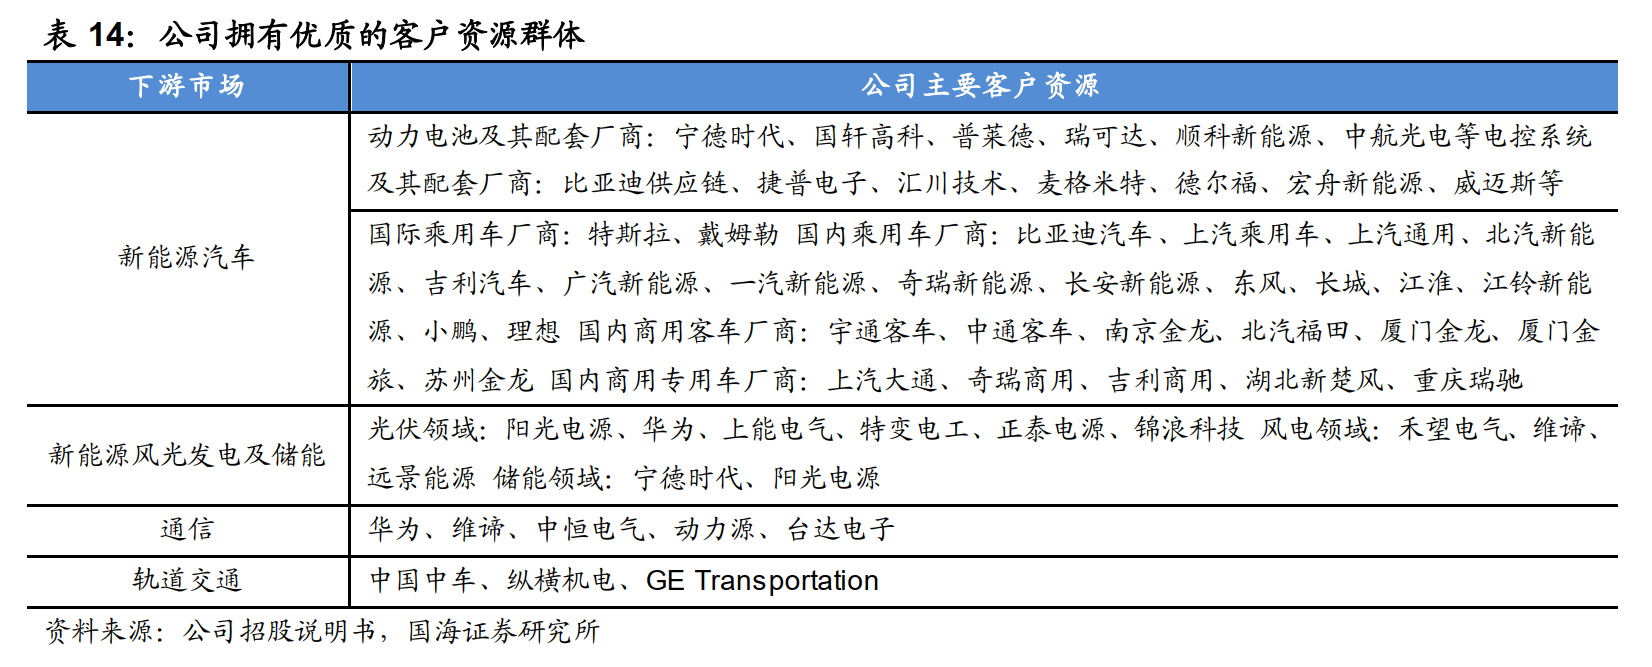 表 14：公司拥有优质的客户资源群体
下游市场 公司主要客户资源
新能源汽车
动力电池及其配套厂商：宁德时代、国轩高科、普莱德、瑞可达、顺科新能源、中航光电等电控系统
及其配套厂商：比亚迪供应链、捷普电子、汇川技术、麦格米特、德尔福、宏舟新能源、威迈斯等
国际乘用车厂商：特斯拉、戴姆勒 国内乘用车厂商：比亚迪汽车、上汽乘用车、上汽通用、北汽新能
源、吉利汽车、广汽新能源、一汽新能源、奇瑞新能源、长安新能源、东风、长城、江淮、江铃新能
源、小鹏、理想 国内商用客车厂商：宇通客车、中通客车、南京金龙、北汽福田、厦门金龙、厦门金
旅、苏州金龙 国内商用专用车厂商：上汽大通、奇瑞商用、吉利商用、湖北新楚风、重庆瑞驰
新能源风光发电及储能
光伏领域：阳光电源、华为、上能电气、特变电工、正泰电源、锦浪科技 风电领域：禾望电气、维谛、
远景能源 储能领域：宁德时代、阳光电源
通信 华为、维谛、中恒电气、动力源、台达电子
轨道交通 中国中车、纵横机电、GE Transportation
资料来源：公司招股说明书，国海证券研究所